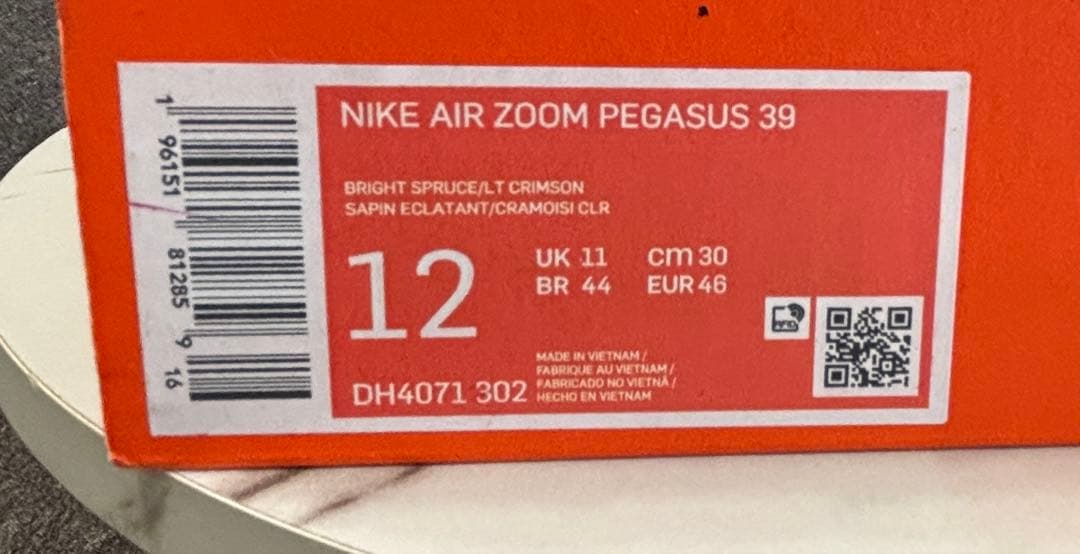 1 96151 81285 9 16
NIKE AIR ZOOM PEGASUS 39
BRIGHT SPRUCE/LT CRIMSON
SAPIN ECLATANT/CRAMOISI CLR
12
UK 11 cm 30
BR 44 EUR 46
DH4071 302
MADE IN VIETNAM /
FABRIQUE AU VIETNAM /
FABRICADO NO VIETNÃ /
HECHO EN VIETNAM